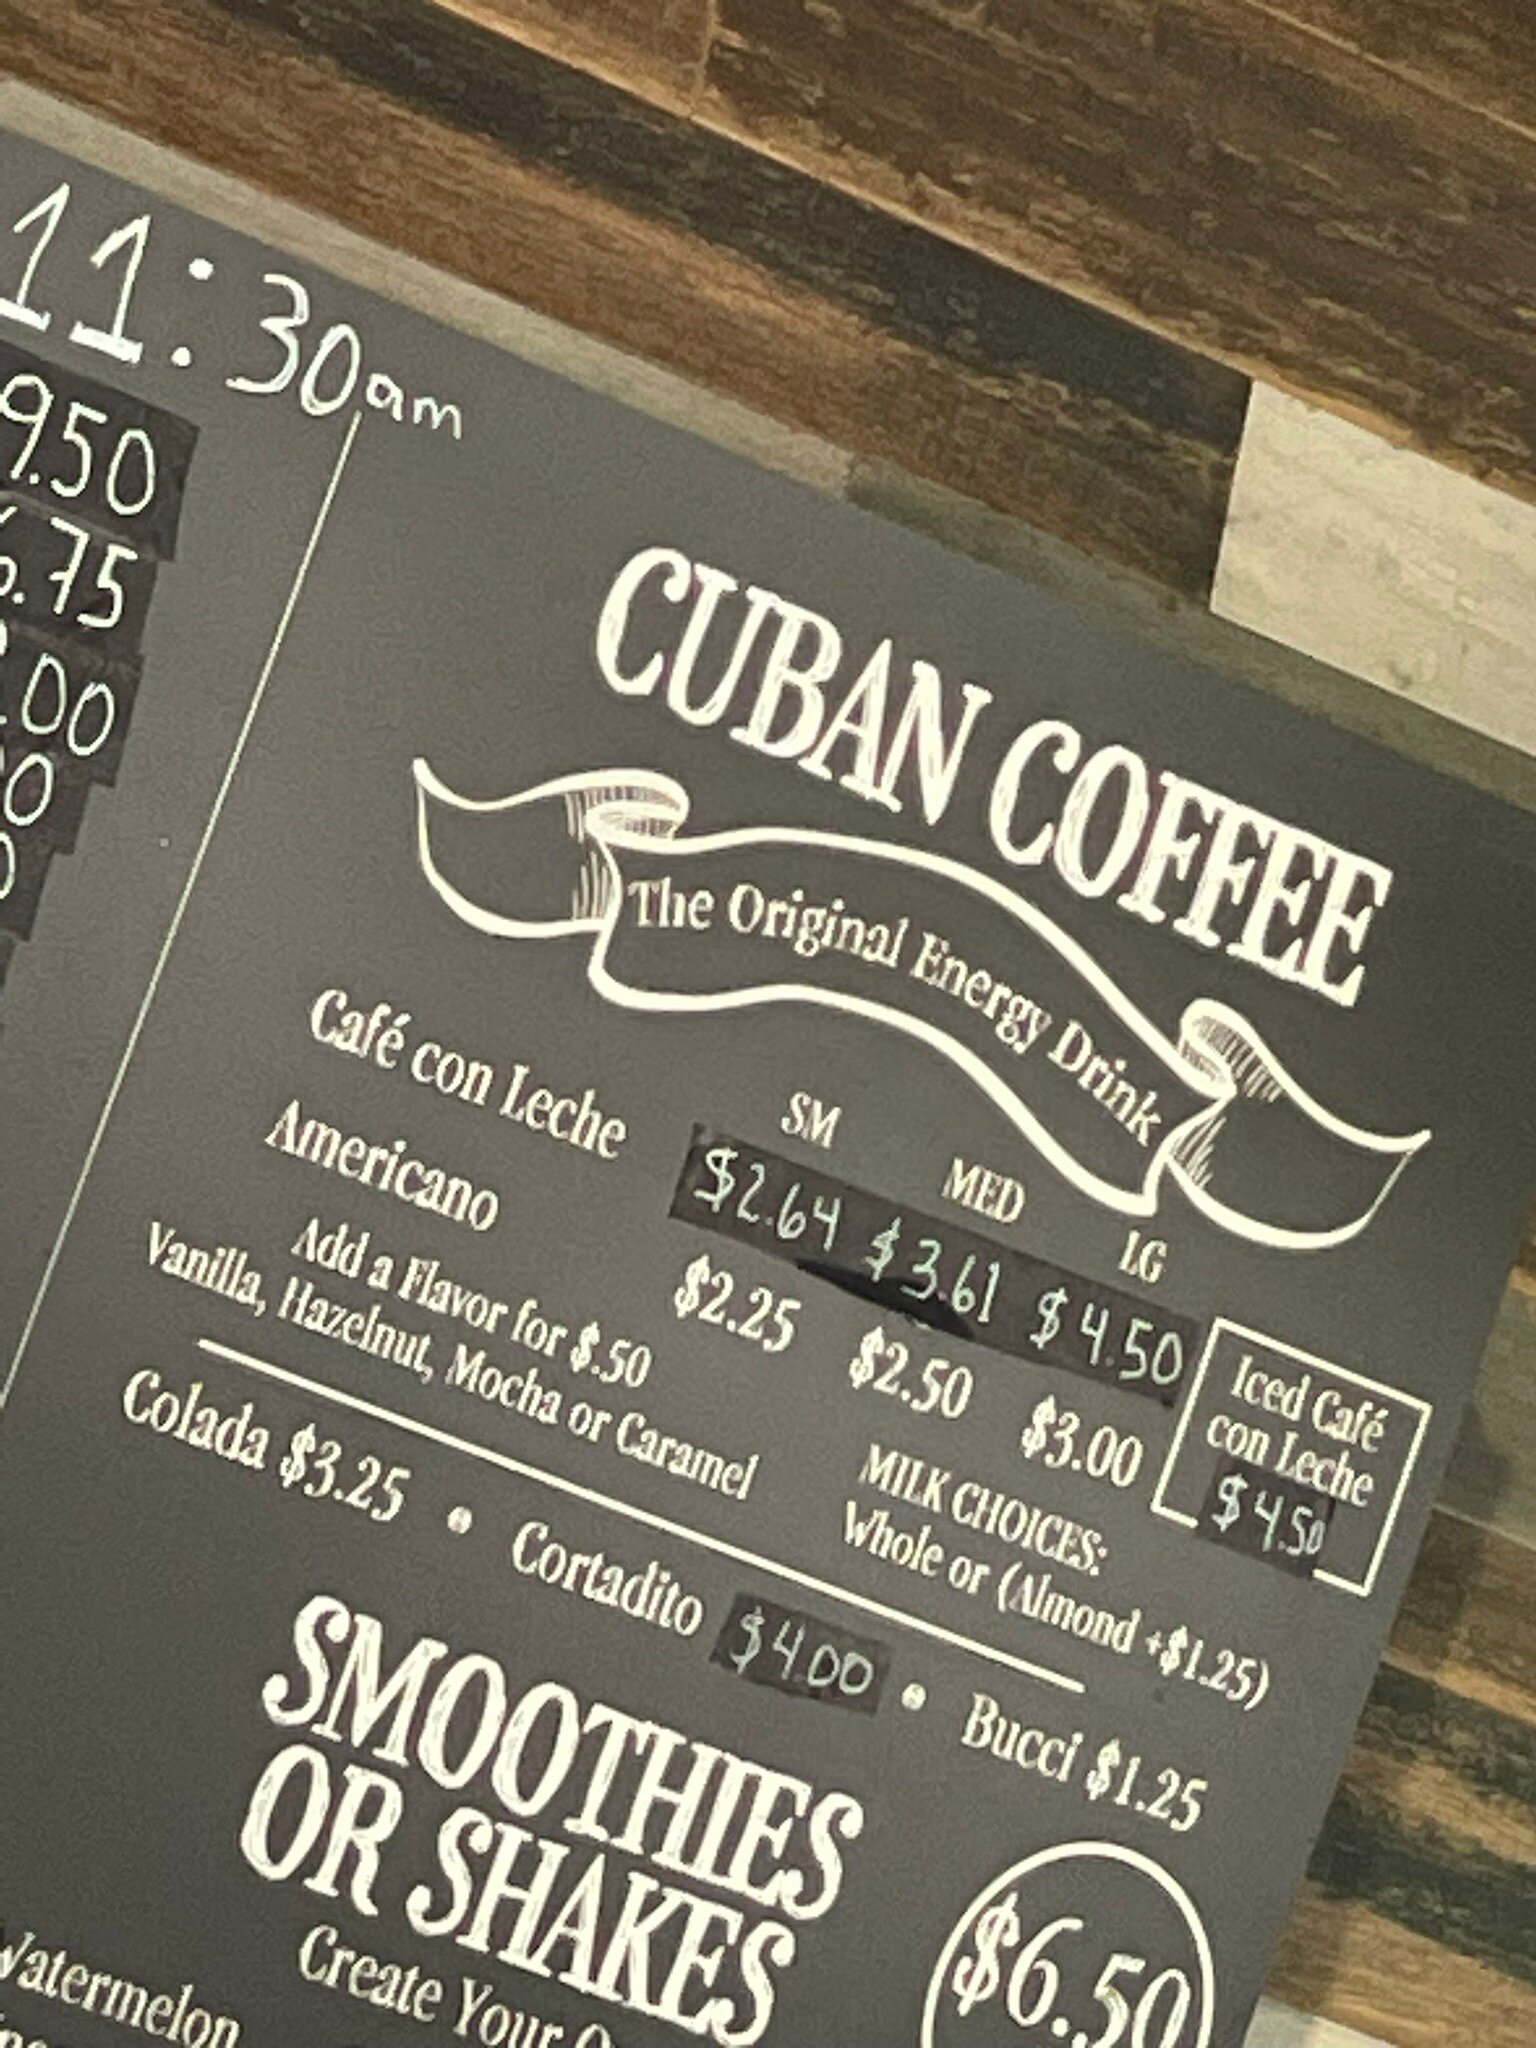 11:30am
9.50
6.75
.00
CUBAN COFFEE
The Original Energy Drink
SM MED LG
Café con Leche $2.64 $3.61 $4.50
Americano $2.25 $2.50 $3.00
Add a Flavor for $.50
Vanilla, Hazelnut, Mocha or Caramel
MILK CHOICES:
Whole or (Almond +$1.25)
Iced Café
con Leche
$4.50
Colada $3.25 • Cortadito $4.00 • Bucci $1.25
SMOOTHIES
OR SHAKES
$6.50
Create Your
Watermelon